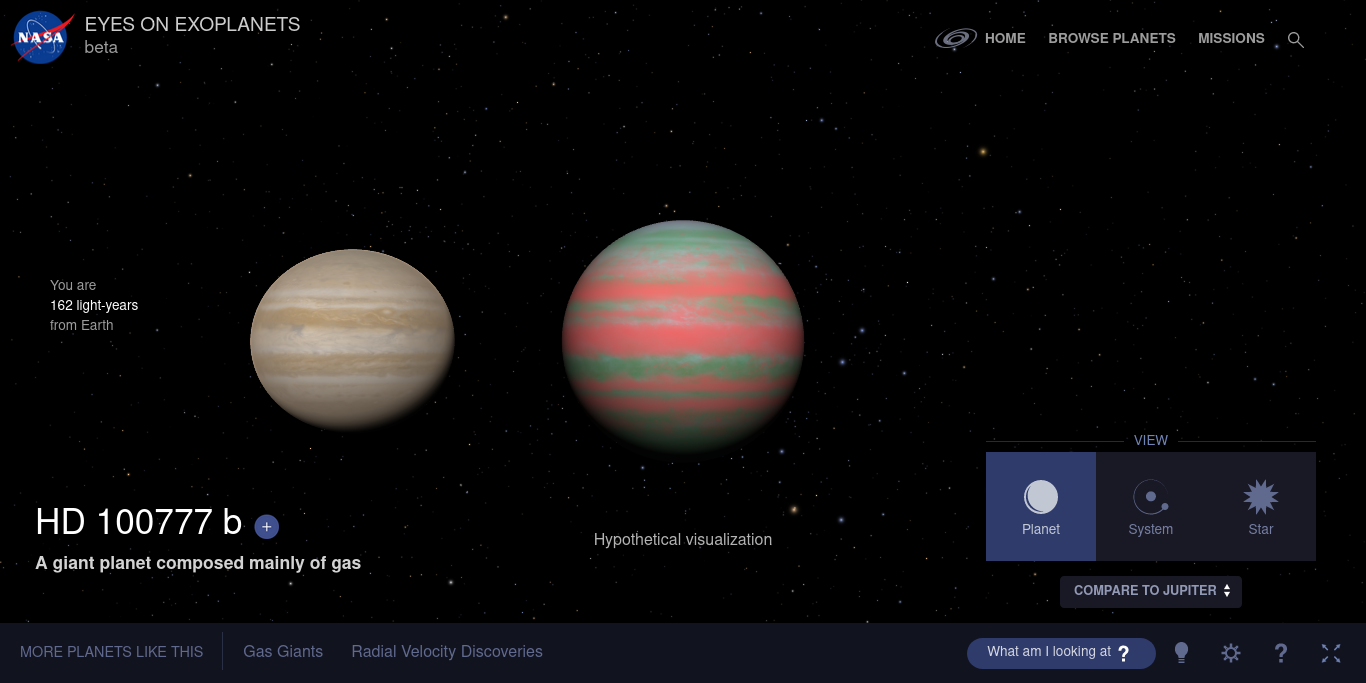 NASA
EYES ON EXOPLANETS
beta
HOME
BROWSE PLANETS
MISSIONS
You are
162 light-years
from Earth
VIEW
Planet
System
Star
HD 100777 b +
A giant planet composed mainly of gas
Hypothetical visualization
COMPARE TO JUPITER
MORE PLANETS LIKE THIS
Gas Giants
Radial Velocity Discoveries
What am I looking at ?
?